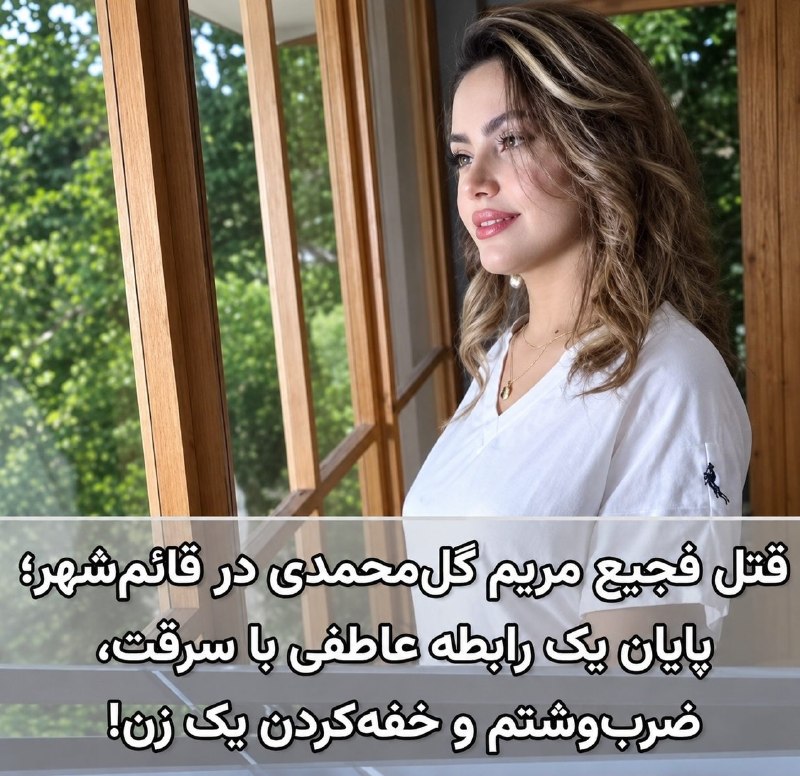 قتل فجیع مریم گل‌محمدی در قائم‌شهر؛
پایان یک رابطه عاطفی با سرقت،
ضرب‌وشتم و خفه‌کردن یک زن!